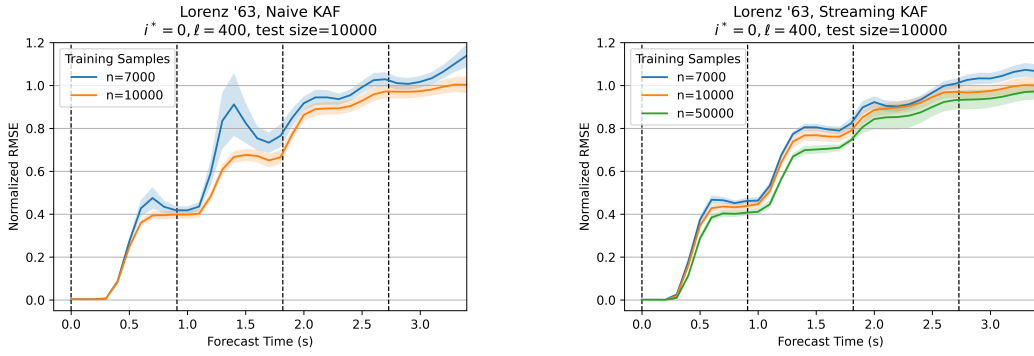 Lorenz '63, Naive KAF
i* = 0, ℓ = 400, test size=10000
Normalized RMSE
1.2
1.0
0.8
0.6
0.4
0.2
0.0
Training Samples
n=7000
n=10000
0.0 0.5 1.0 1.5 2.0 2.5 3.0
Forecast Time (s)
Lorenz '63, Streaming KAF
i* = 0, ℓ = 400, test size=10000
Normalized RMSE
1.2
1.0
0.8
0.6
0.4
0.2
0.0
Training Samples
n=7000
n=10000
n=50000
0.0 0.5 1.0 1.5 2.0 2.5 3.0
Forecast Time (s)